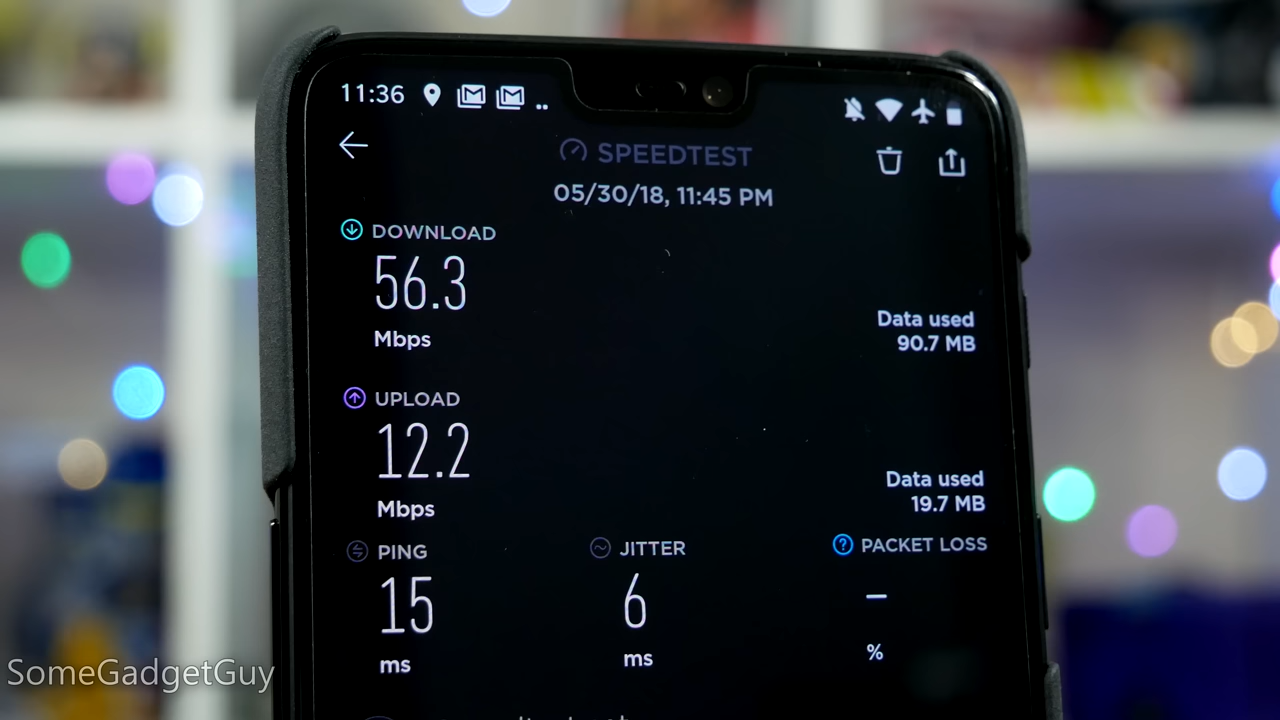 11:36
SPEEDTEST
05/30/18, 11:45 PM
DOWNLOAD
56.3
Mbps
Data used
90.7 MB
UPLOAD
12.2
Mbps
Data used
19.7 MB
PING
15
ms
JITTER
6
ms
PACKET LOSS
–
%
SomeGadgetGuy